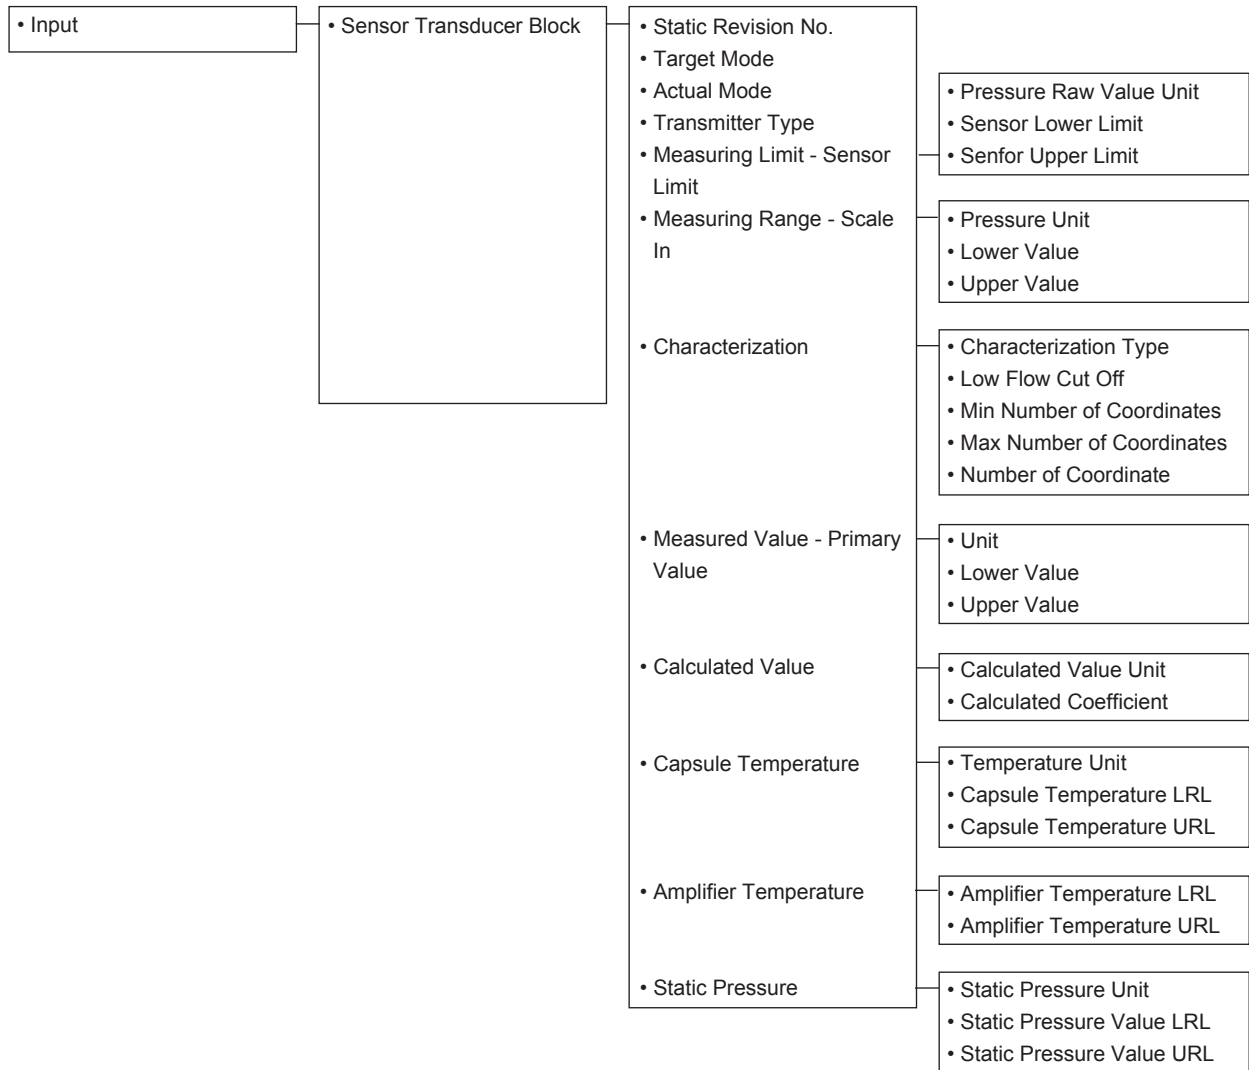 • Input
• Sensor Transducer Block
• Static Revision No.
• Target Mode
• Actual Mode
• Transmitter Type
• Measuring Limit - Sensor
Limit
• Measuring Range - Scale
In
• Characterization
• Measured Value - Primary
Value
• Calculated Value
• Capsule Temperature
• Amplifier Temperature
• Static Pressure
• Pressure Raw Value Unit
• Sensor Lower Limit
• Senfor Upper Limit
• Pressure Unit
• Lower Value
• Upper Value
• Characterization Type
• Low Flow Cut Off
• Min Number of Coordinates
• Max Number of Coordinates
• Number of Coordinate
• Unit
• Lower Value
• Upper Value
• Calculated Value Unit
• Calculated Coefficient
• Temperature Unit
• Capsule Temperature LRL
• Capsule Temperature URL
• Amplifier Temperature LRL
• Amplifier Temperature URL
• Static Pressure Unit
• Static Pressure Value LRL
• Static Pressure Value URL